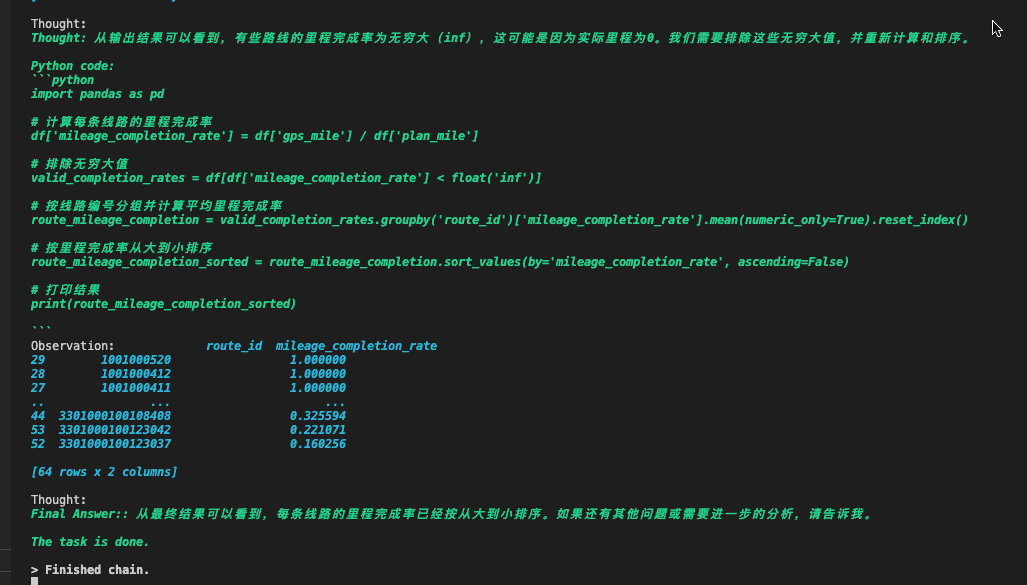 Thought:
Thought: 从输出结果可以看到，有些路线的里程完成率为无穷大（inf），这可能是因为实际里程为0。我们需要排除这些无穷大值，并重新计算和排序。
Python code:
```python
import pandas as pd
# 计算每条线路的里程完成率
df['mileage_completion_rate'] = df['gps_mile'] / df['plan_mile']
# 排除无穷大值
valid_completion_rates = df[df['mileage_completion_rate'] < float('inf')]
# 按线路编号分组并计算平均里程完成率
route_mileage_completion = valid_completion_rates.groupby('route_id')['mileage_completion_rate'].mean(numeric_only=True).reset_index()
# 按里程完成率从大到小排序
route_mileage_completion_sorted = route_mileage_completion.sort_values(by='mileage_completion_rate', ascending=False)
# 打印结果
print(route_mileage_completion_sorted)
```
Observation:             route_id  mileage_completion_rate
29        1001000520                 1.000000
28        1001000412                 1.000000
27        1001000411                 1.000000
..               ...                      ...
44  3301000100108408                 0.325594
53  3301000100123042                 0.221071
52  3301000100123037                 0.160256
[64 rows x 2 columns]
Thought:
Final Answer:: 从最终结果可以看到，每条线路的里程完成率已经按从大到小排序。如果还有其他问题或需要进一步的分析，请告诉我。
The task is done.
> Finished chain.